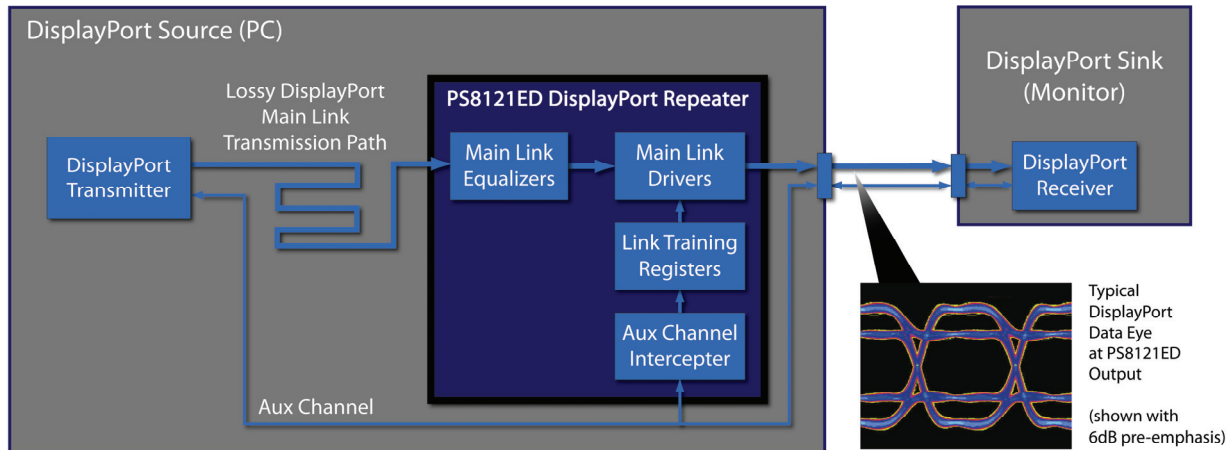 DisplayPort Source (PC)
Lossy DisplayPort
Main Link
Transmission Path
DisplayPort
Transmitter
PS8121ED DisplayPort Repeater
Main Link
Equalizers
Main Link
Drivers
Link Training
Registers
Aux Channel
Intercepter
Aux Channel
DisplayPort Sink
(Monitor)
DisplayPort
Receiver
Typical
DisplayPort
Data Eye
at PS8121ED
Output
(shown with
6dB pre-emphasis)